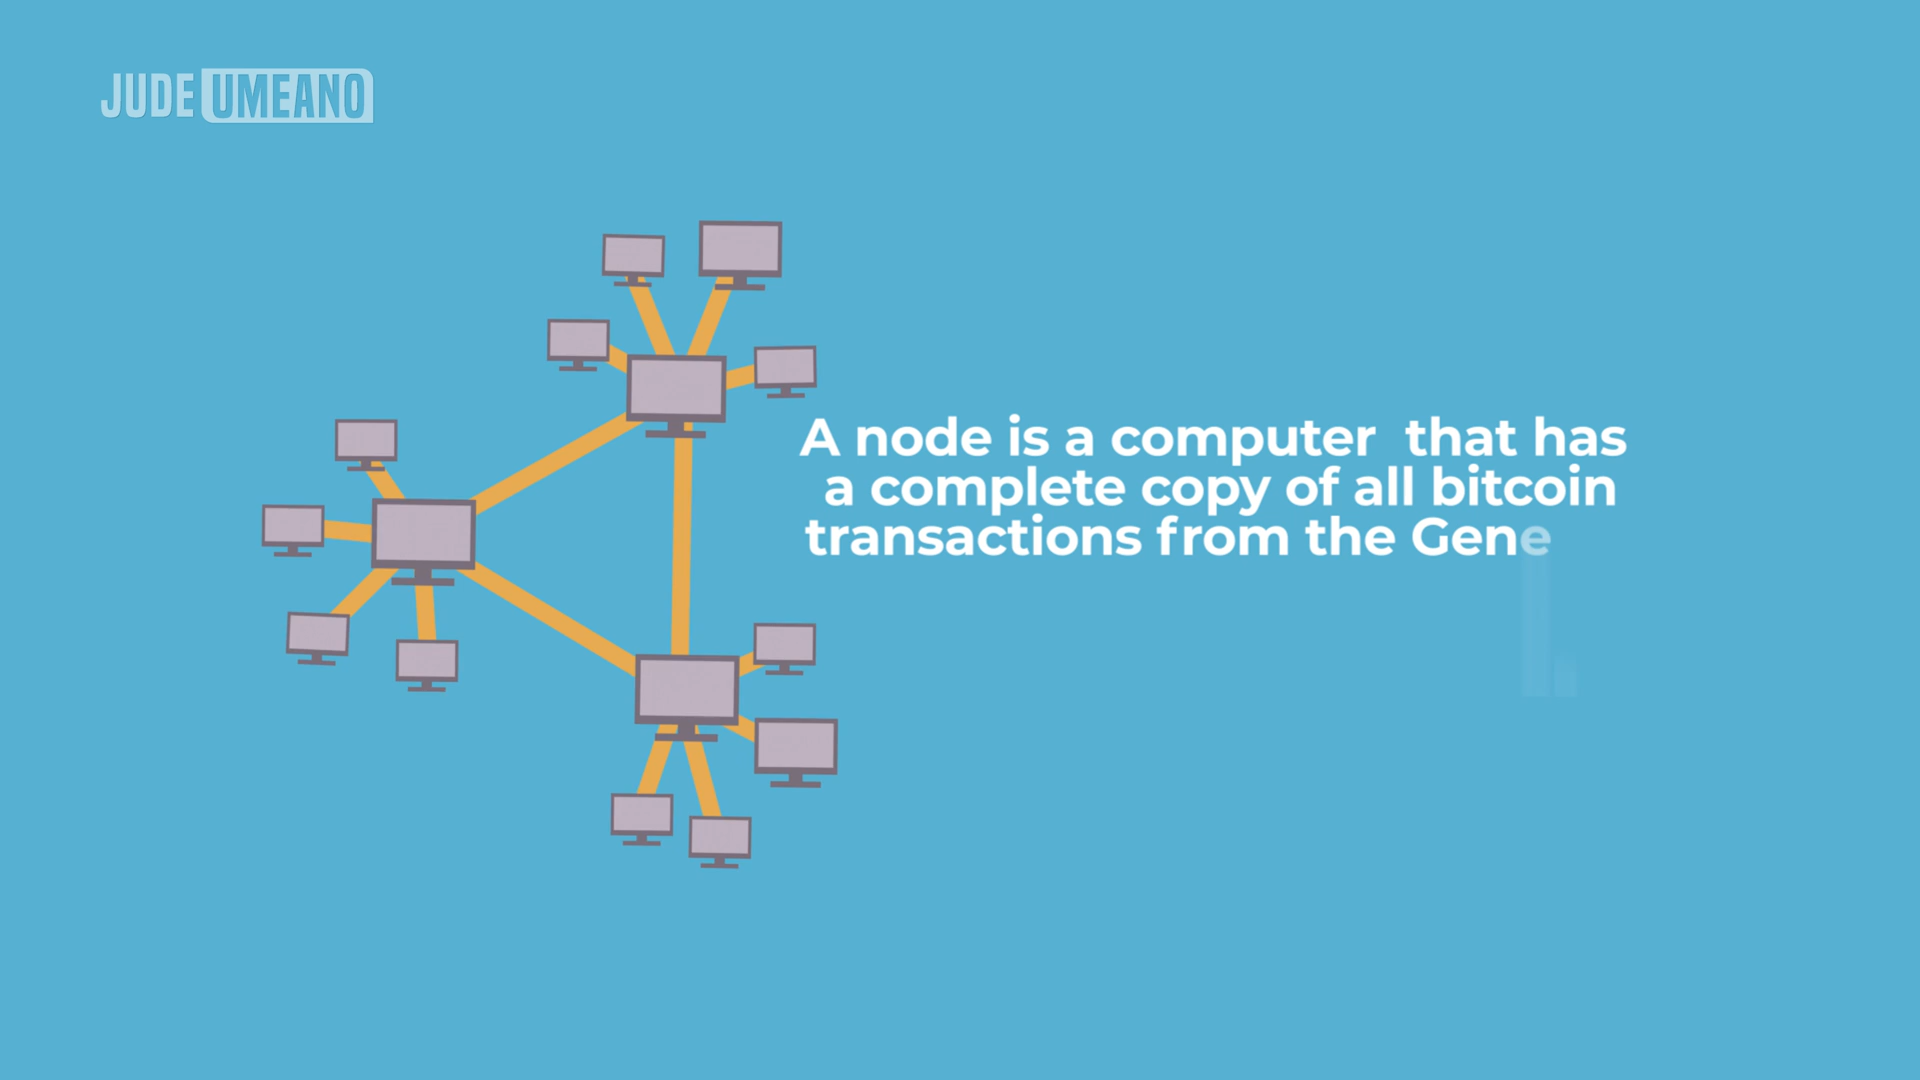 JUDE UMEANO
A node is a computer that has
a complete copy of all bitcoin
transactions from the Gene